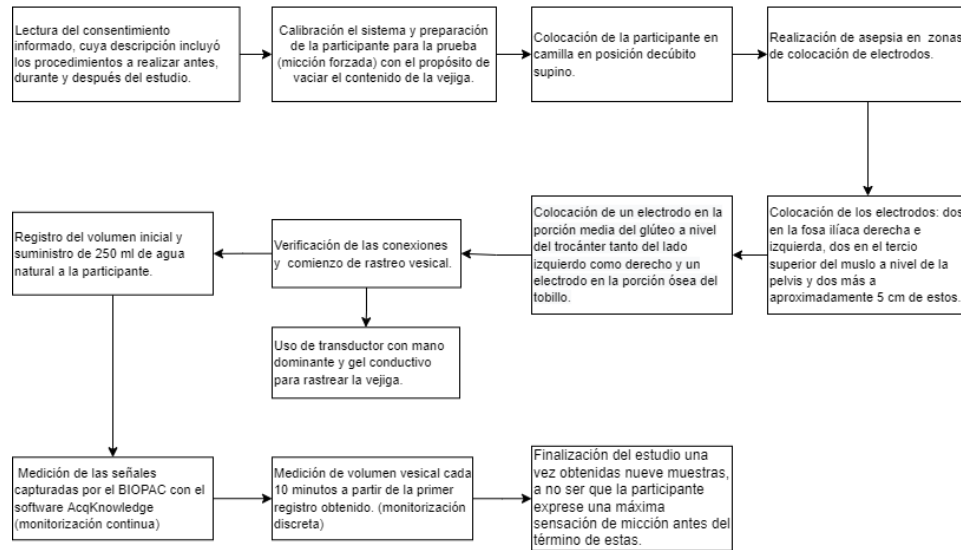 Lectura del consentimiento
informado, cuya descripción incluyó
los procedimientos a realizar antes,
durante y después del estudio.
Calibración el sistema y preparación
de la participante para la prueba
(micción forzada) con el propósito de
vaciar el contenido de la vejiga.
Colocación de la participante en
camilla en posición decúbito
supino.
Realización de asepsia en zonas
de colocación de electrodos.
Colocación de los electrodos: dos
en la fosa ilíaca derecha e
izquierda, dos en el tercio
superior del muslo a nivel de la
pelvis y dos más a
aproximadamente 5 cm de estos.
Colocación de un electrodo en la
porción media del glúteo a nivel
del trocánter tanto del lado
izquierdo como derecho y un
electrodo en la porción ósea del
tobillo.
Verificación de las conexiones
y comienzo de rastreo vesical.
Uso de transductor con mano
dominante y gel conductivo
para rastrear la vejiga.
Registro del volumen inicial y
suministro de 250 ml de agua
natural a la participante.
Medición de las señales
capturadas por el BIOPAC con el
software AcqKnowledge
(monitorización continua)
Medición de volumen vesical cada
10 minutos a partir de la primer
registro obtenido. (monitorización
discreta)
Finalización del estudio una
vez obtenidas nueve muestras,
a no ser que la participante
exprese una máxima
sensación de micción antes del
término de estas.